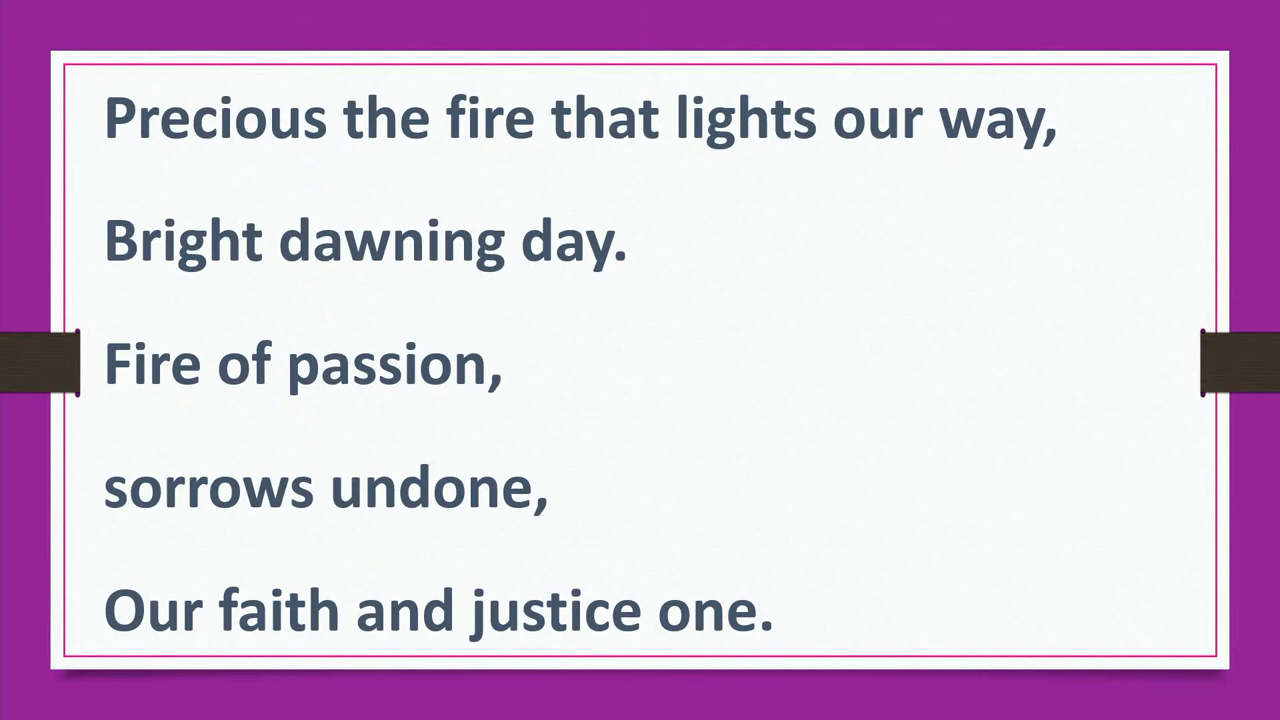 Precious the fire that lights our way,
Bright dawning day.
Fire of passion,
sorrows undone,
Our faith and justice one.